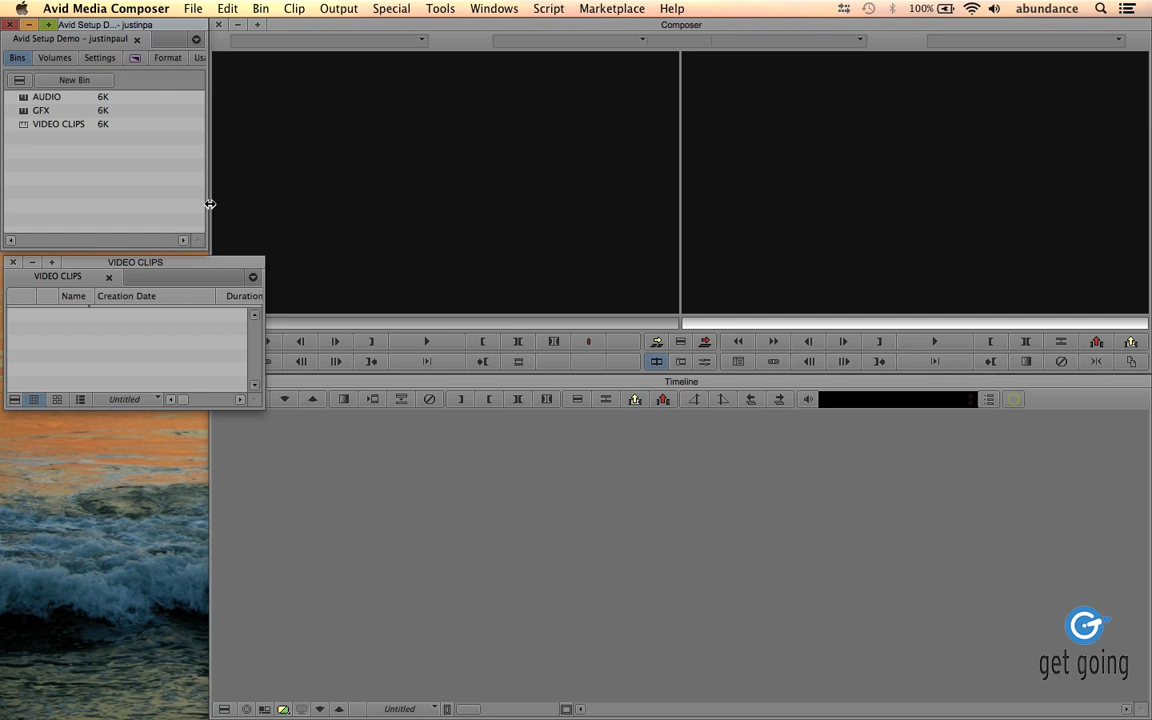 Avid Media Composer File Edit Bin Clip Output Special Tools Windows Script Marketplace Help 100% abundance
Avid Setup D...- justinpa
Composer
Avid Setup Demo - justinpaul
Bins Volumes Settings Format Us
New Bin
AUDIO 6K
GFX 6K
VIDEO CLIPS 6K
VIDEO CLIPS
VIDEO CLIPS
Name Creation Date Duration
Untitled
Timeline
get going
Untitled